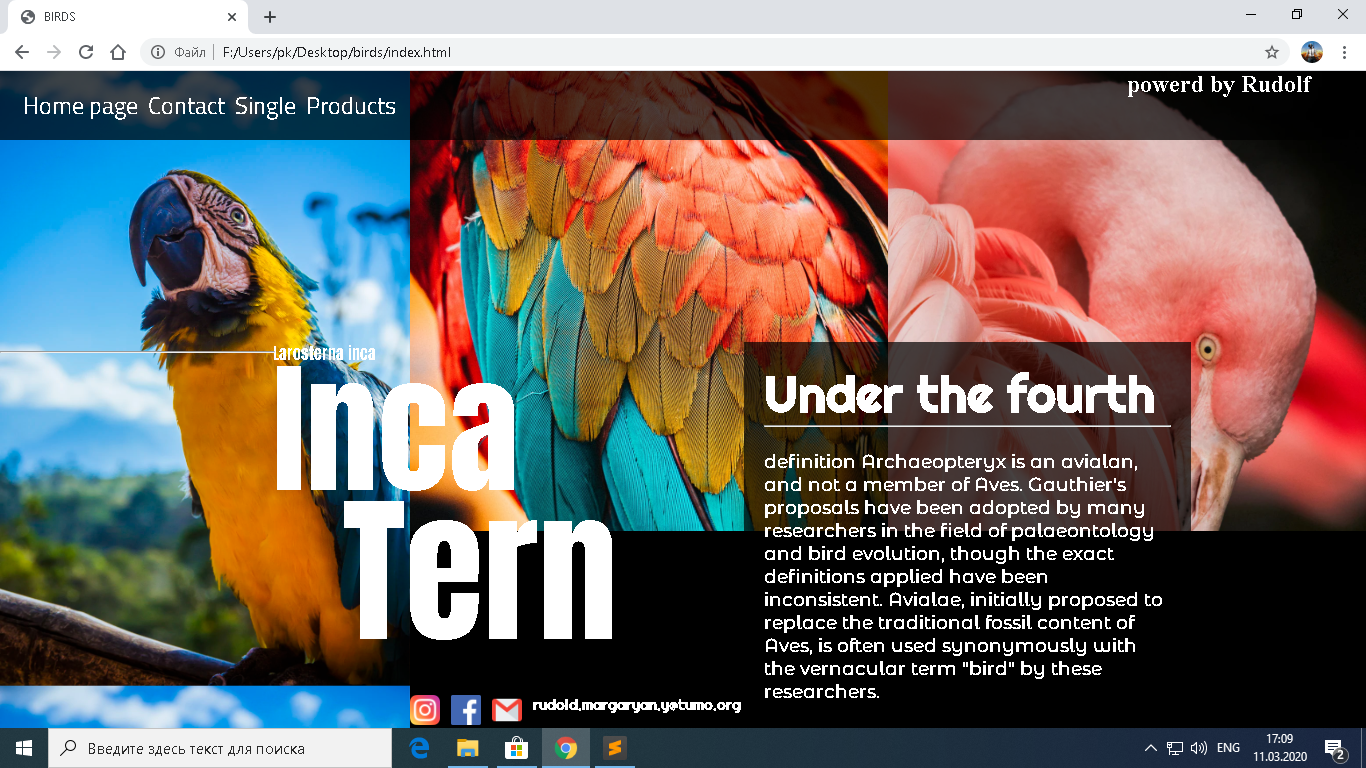 BIRDS
Файл
F:/Users/pk/Desktop/birds/index.html
Home page Contact Single Products
powerd by Rudolf
Larosterna inca
Inca
Tern
Under the fourth
definition Archaeopteryx is an avialan,
and not a member of Aves. Gauthier's
proposals have been adopted by many
researchers in the field of palaeontology
and bird evolution, though the exact
definitions applied have been
inconsistent. Avialae, initially proposed to
replace the traditional fossil content of
Aves, is often used synonymously with
the vernacular term "bird" by these
researchers.
rudold.margaryan.y@tumo.org
Введите здесь текст для поиска
ENG
17:09
11.03.2020
2